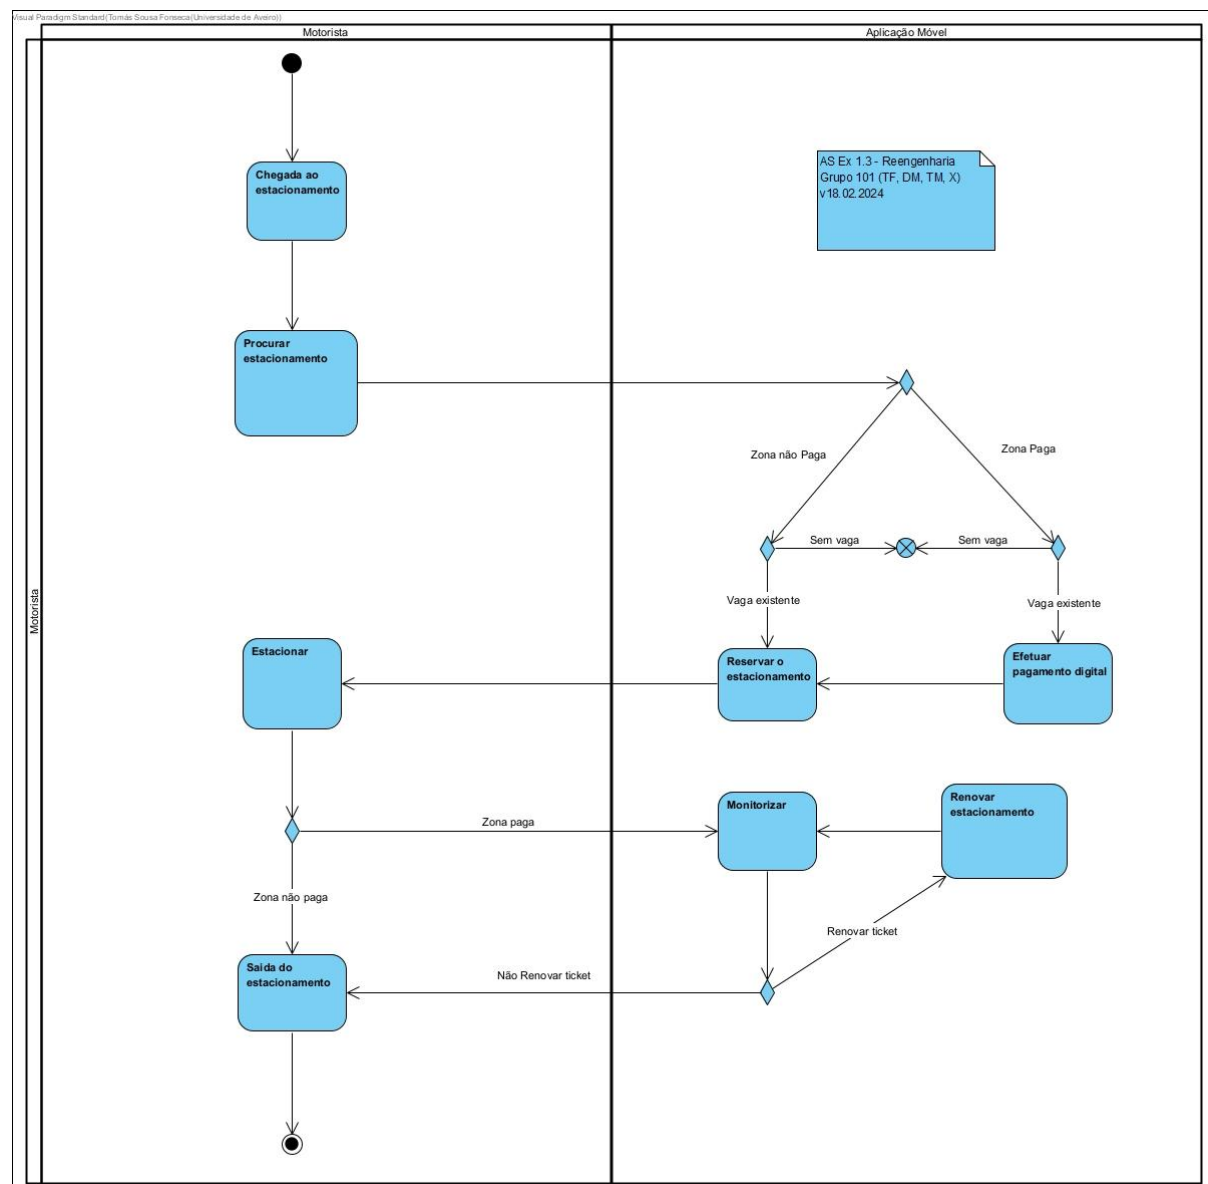 Visual Paradigm Standard(Tomás Sousa Fonseca(Universidade de Aveiro))
Motorista
Aplicação Móvel
Motorista
AS Ex 1.3 - Reengenharia
Grupo 101 (TF, DM, TM, X)
v18.02.2024
Chegada ao
estacionamento
Procurar
estacionamento
Zona não Paga
Zona Paga
Sem vaga
Sem vaga
Vaga existente
Vaga existente
Estacionar
Reservar o
estacionamento
Efetuar
pagamento digital
Zona paga
Monitorizar
Renovar
estacionamento
Zona não paga
Renovar ticket
Saida do
estacionamento
Não Renovar ticket